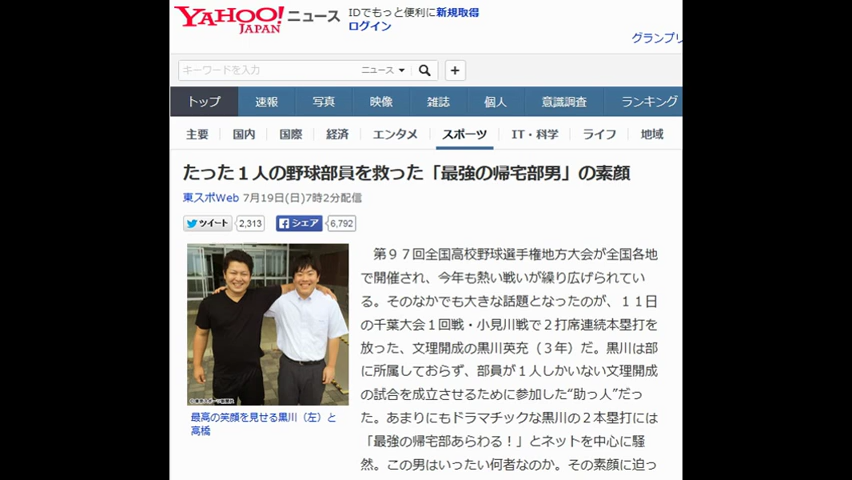 YAHOO! ニュース
JAPAN
IDでもっと便利に新規取得
ログイン
グランプリ
キーワードを入力 ニュース
トップ 速報 写真 映像 雑誌 個人 意識調査 ランキング
主要 国内 国際 経済 エンタメ スポーツ IT・科学 ライフ 地域
たった１人の野球部員を救った「最強の帰宅部男」の素顔
東スポWeb 7月19日(日)7時2分配信
ツイート 2,313 シェア 6,792
第９７回全国高校野球選手権地方大会が全国各地
で開催され、今年も熱い戦いが繰り広げられてい
る。そのなかでも大きな話題となったのが、１１日
の千葉大会１回戦・小見川戦で２打席連続本塁打を
放った、文理開成の黒川英充（３年）だ。黒川は部
に所属しておらず、部員が１人しかいない文理開成
の試合を成立させるために参加した“助っ人”だっ
た。あまりにもドラマチックな黒川の２本塁打には
「最強の帰宅部あらわる！」とネットを中心に騒
然。この男はいったい何者なのか。その素顔に迫っ
最高の笑顔を見せる黒川（左）と
高橋